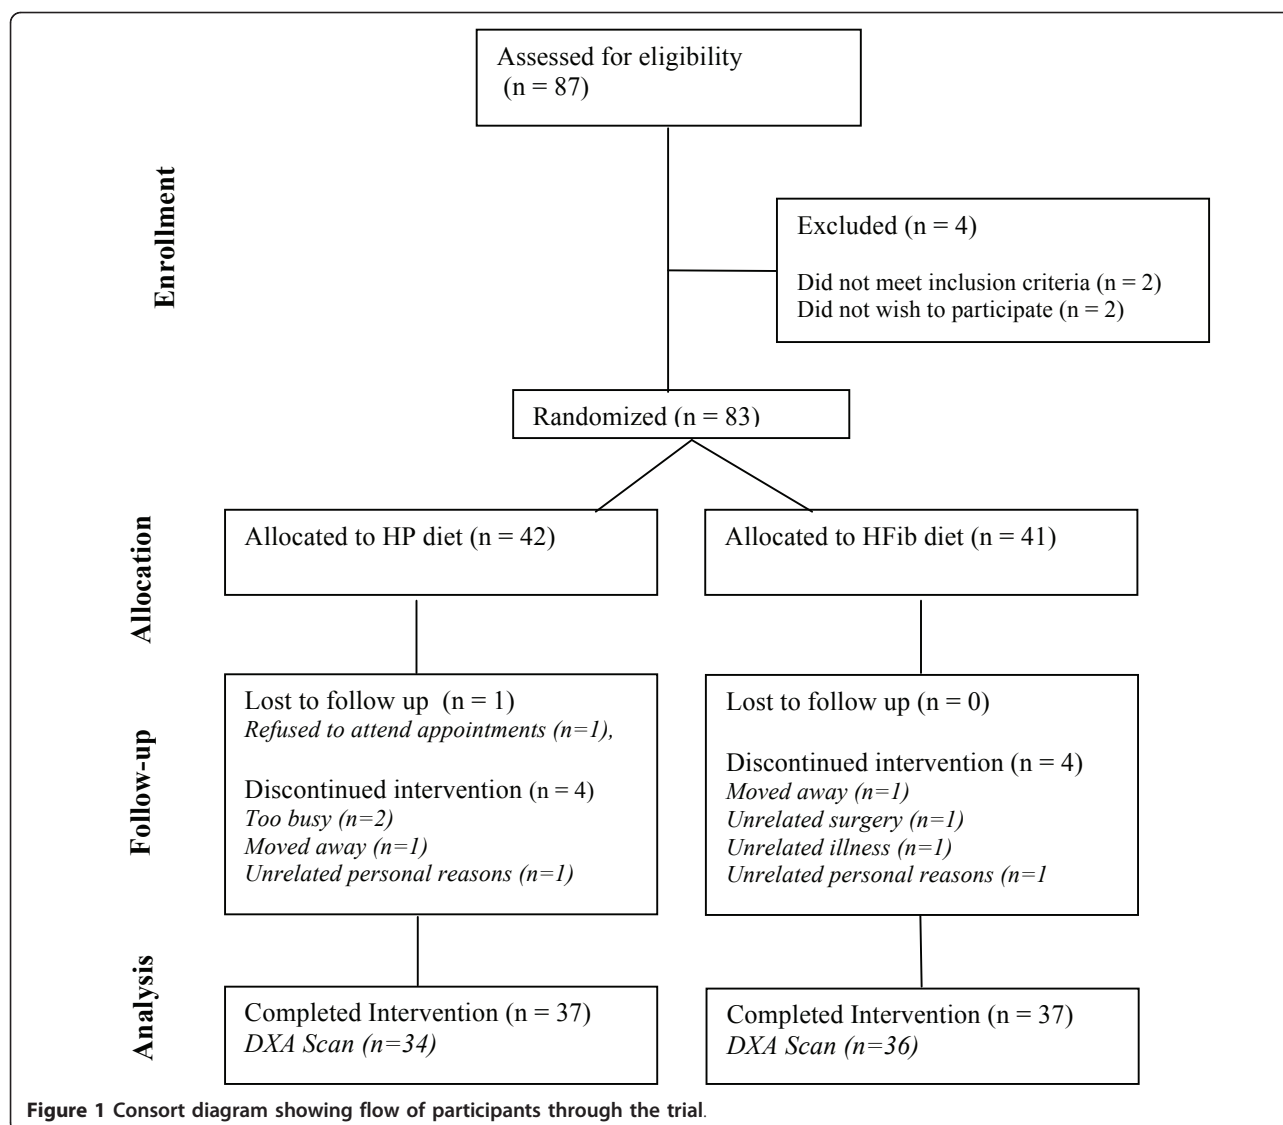 Assessed for eligibility
(n = 87)
Enrollment
Excluded (n = 4)
Did not meet inclusion criteria (n = 2)
Did not wish to participate (n = 2)
Randomized (n = 83)
Allocation
Allocated to HP diet (n = 42)
Allocated to HFib diet (n = 41)
Follow-up
Lost to follow up (n = 1)
Refused to attend appointments (n=1),
Discontinued intervention (n = 4)
Too busy (n=2)
Moved away (n=1)
Unrelated personal reasons (n=1)
Lost to follow up (n = 0)
Discontinued intervention (n = 4)
Moved away (n=1)
Unrelated surgery (n=1)
Unrelated illness (n=1)
Unrelated personal reasons (n=1
Analysis
Completed Intervention (n = 37)
DXA Scan (n=34)
Completed Intervention (n = 37)
DXA Scan (n=36)
Figure 1 Consort diagram showing flow of participants through the trial.